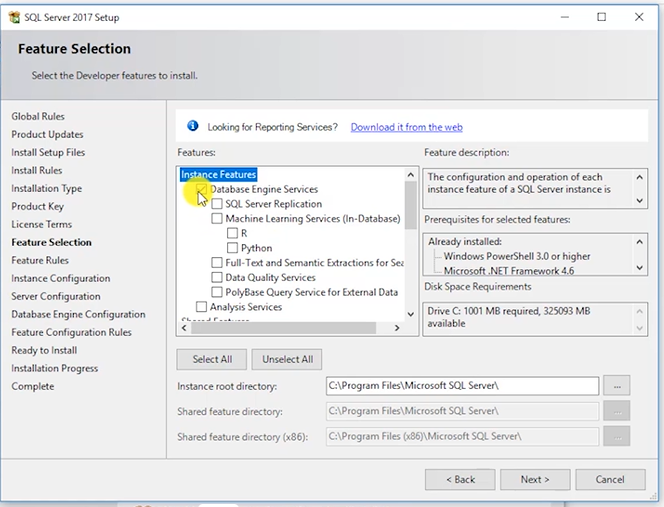 SQL Server 2017 Setup
Feature Selection
Select the Developer features to install.
Global Rules
Product Updates
Install Setup Files
Install Rules
Installation Type
Product Key
License Terms
Feature Selection
Feature Rules
Instance Configuration
Server Configuration
Database Engine Configuration
Feature Configuration Rules
Ready to Install
Installation Progress
Complete
Looking for Reporting Services? Download it from the web
Features:
Instance Features
Database Engine Services
SQL Server Replication
Machine Learning Services (In-Database)
R
Python
Full-Text and Semantic Extractions for Sea
Data Quality Services
PolyBase Query Service for External Data
Analysis Services
Shared Features
Feature description:
The configuration and operation of each
instance feature of a SQL Server instance is
Prerequisites for selected features:
Already installed:
Windows PowerShell 3.0 or higher
Microsoft .NET Framework 4.6
Disk Space Requirements
Drive C: 1001 MB required, 325093 MB
available
Select All
Unselect All
Instance root directory:
C:\Program Files\Microsoft SQL Server\
...
Shared feature directory:
C:\Program Files\Microsoft SQL Server\
...
Shared feature directory (x86):
C:\Program Files (x86)\Microsoft SQL Server\
...
< Back
Next >
Cancel